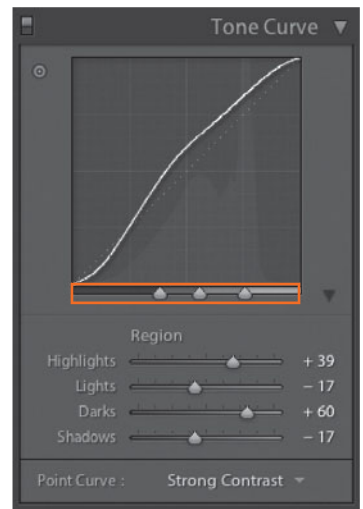 Tone Curve
Region
Highlights + 39
Lights − 17
Darks + 60
Shadows − 17
Point Curve : Strong Contrast